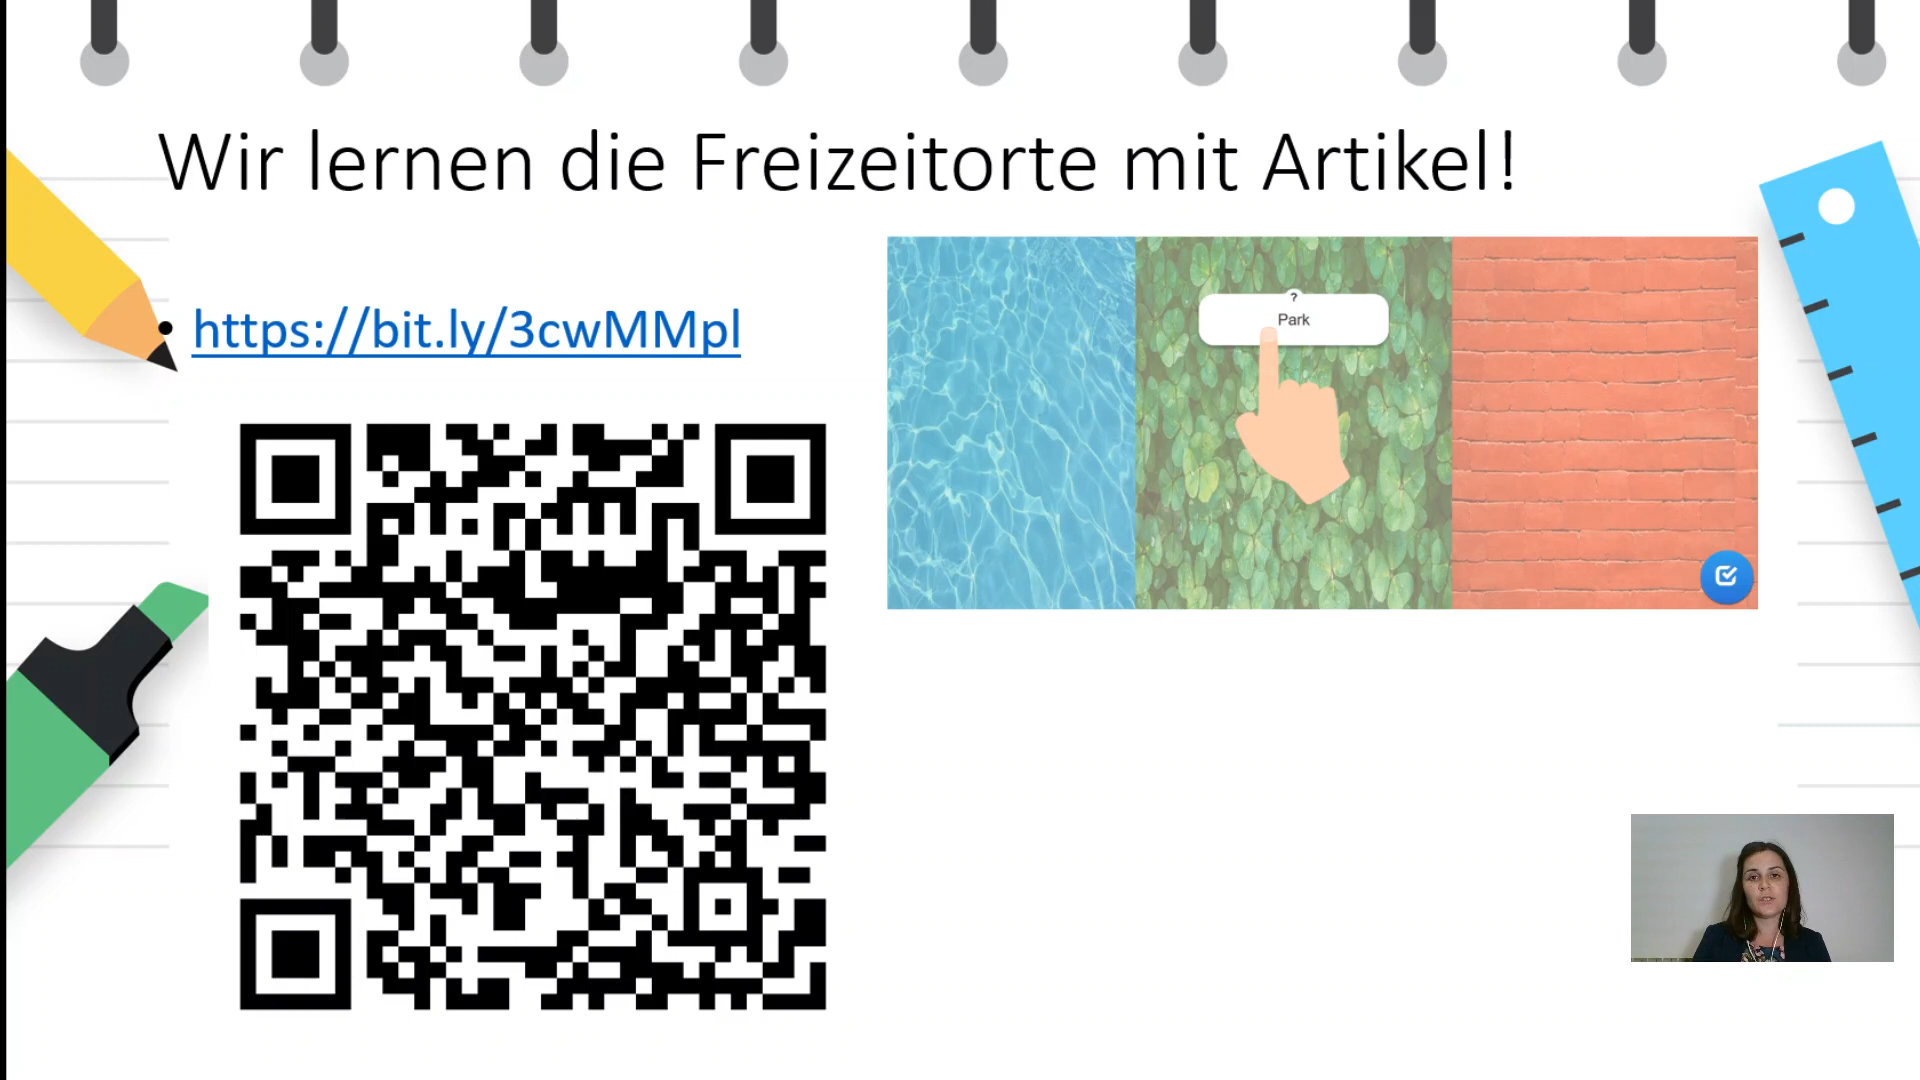 Wir lernen die Freizeitorte mit Artikel!
• https://bit.ly/3cwMMpl
?
Park